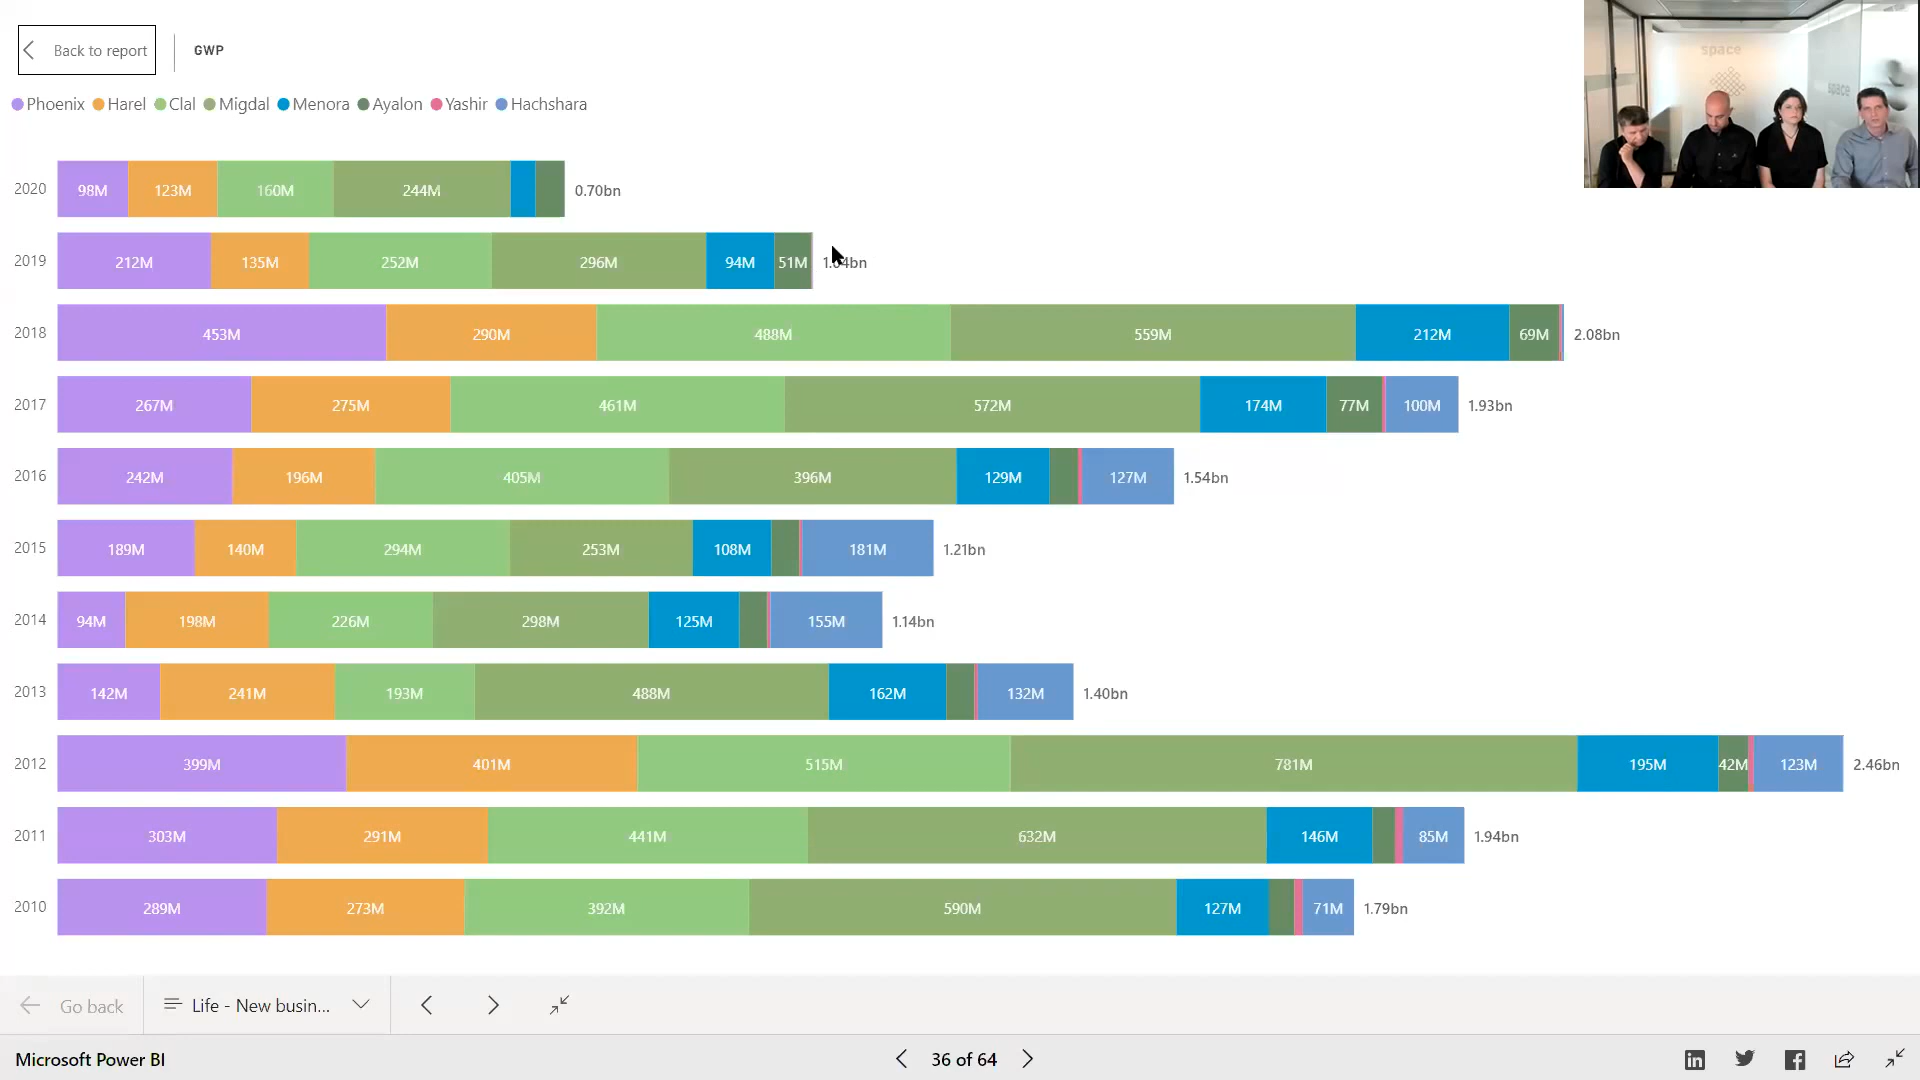 Back to report
GWP
Phoenix Harel Clal Migdal Menora Ayalon Yashir Hachshara
space
space
2020 98M 123M 160M 244M 0.70bn
2019 212M 135M 252M 296M 94M 51M
2018 453M 290M 488M 559M 212M 69M 2.08bn
2017 267M 275M 461M 572M 174M 77M 100M 1.93bn
2016 242M 196M 405M 396M 129M 127M 1.54bn
2015 189M 140M 294M 253M 108M 181M 1.21bn
2014 94M 198M 226M 298M 125M 155M 1.14bn
2013 142M 241M 193M 488M 162M 132M 1.40bn
2012 399M 401M 515M 781M 195M 42M 123M 2.46bn
2011 303M 291M 441M 632M 146M 85M 1.94bn
2010 289M 273M 392M 590M 127M 71M 1.79bn
Go back
Life - New busin...
Microsoft Power BI
36 of 64